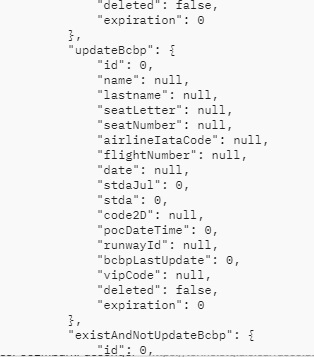 "deleted": false,
"expiration": 0
},
"updateBcbp": {
"id": 0,
"name": null,
"lastname": null,
"seatLetter": null,
"seatNumber": null,
"airlineIataCode": null,
"flightNumber": null,
"date": null,
"stdaJul": 0,
"stda": 0,
"code2D": null,
"pocDateTime": 0,
"runwayId": null,
"bcbpLastUpdate": 0,
"vipCode": null,
"deleted": false,
"expiration": 0
},
"existAndNotUpdateBcbp": {
"id": 0,